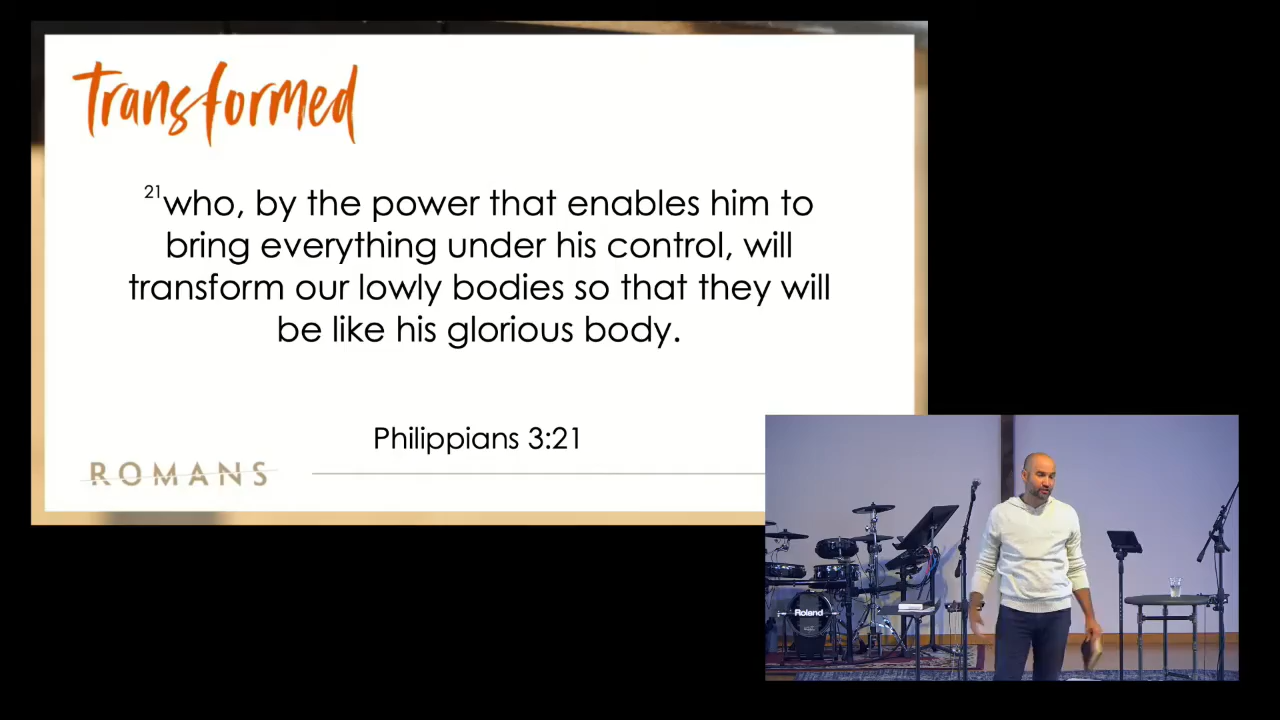 Transformed
21who, by the power that enables him to
bring everything under his control, will
transform our lowly bodies so that they will
be like his glorious body.
Philippians 3:21
ROMANS
Roland